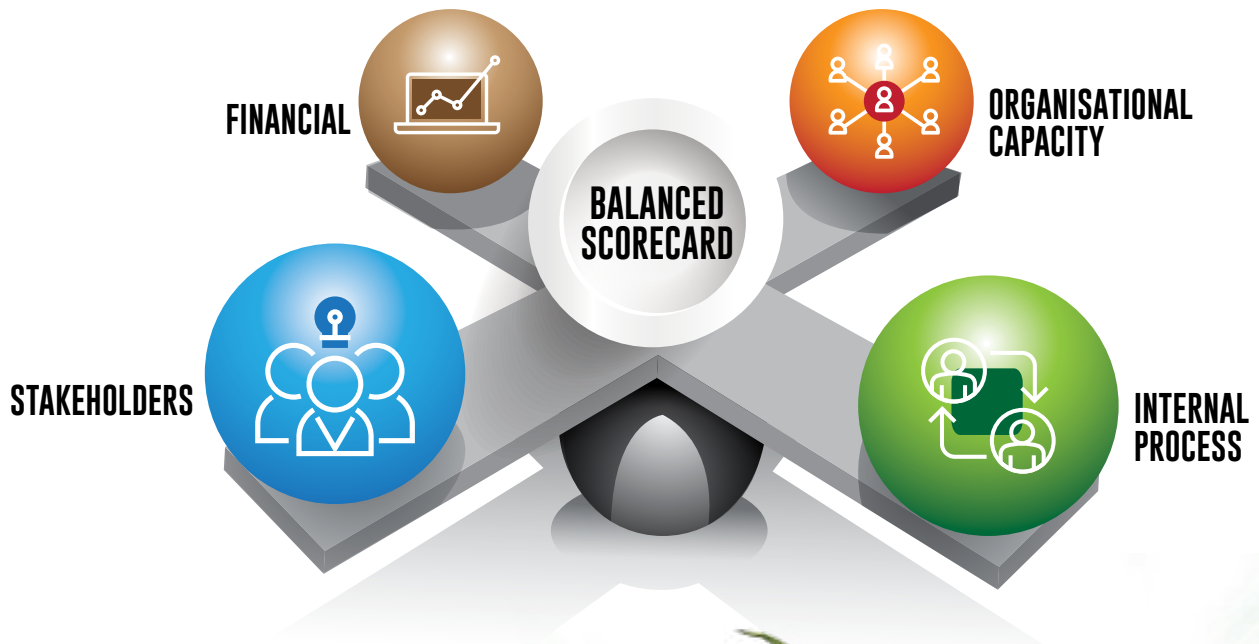 FINANCIAL
ORGANISATIONAL
CAPACITY
BALANCED
SCORECARD
STAKEHOLDERS
INTERNAL
PROCESS